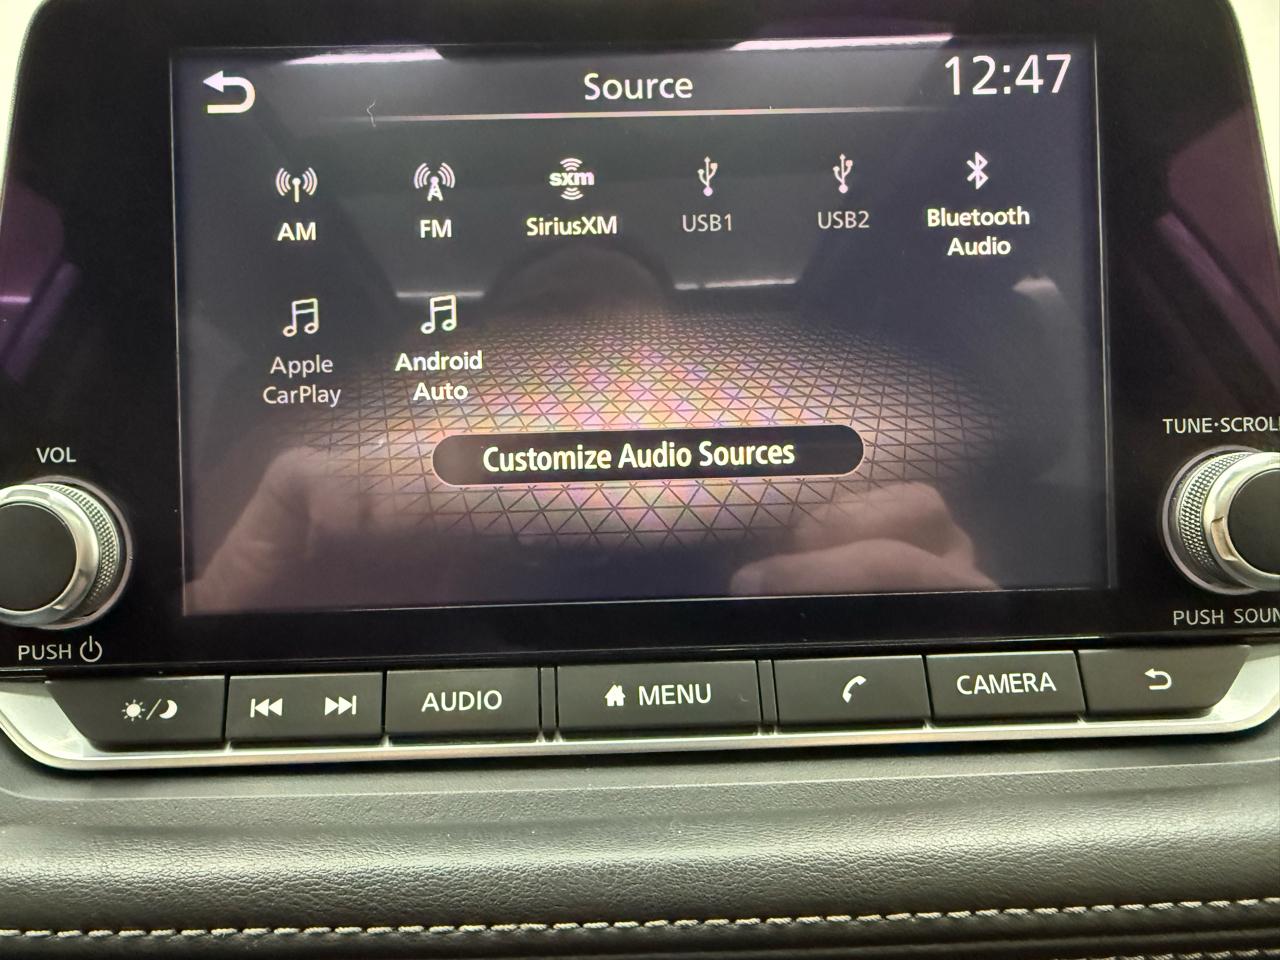 Source
12:47
AM
FM
sxm
SiriusXM
USB1
USB2
Bluetooth
Audio
Apple
CarPlay
Android
Auto
Customize Audio Sources
VOL
PUSH
TUNE·SCROLL
PUSH SOUN
AUDIO
MENU
CAMERA